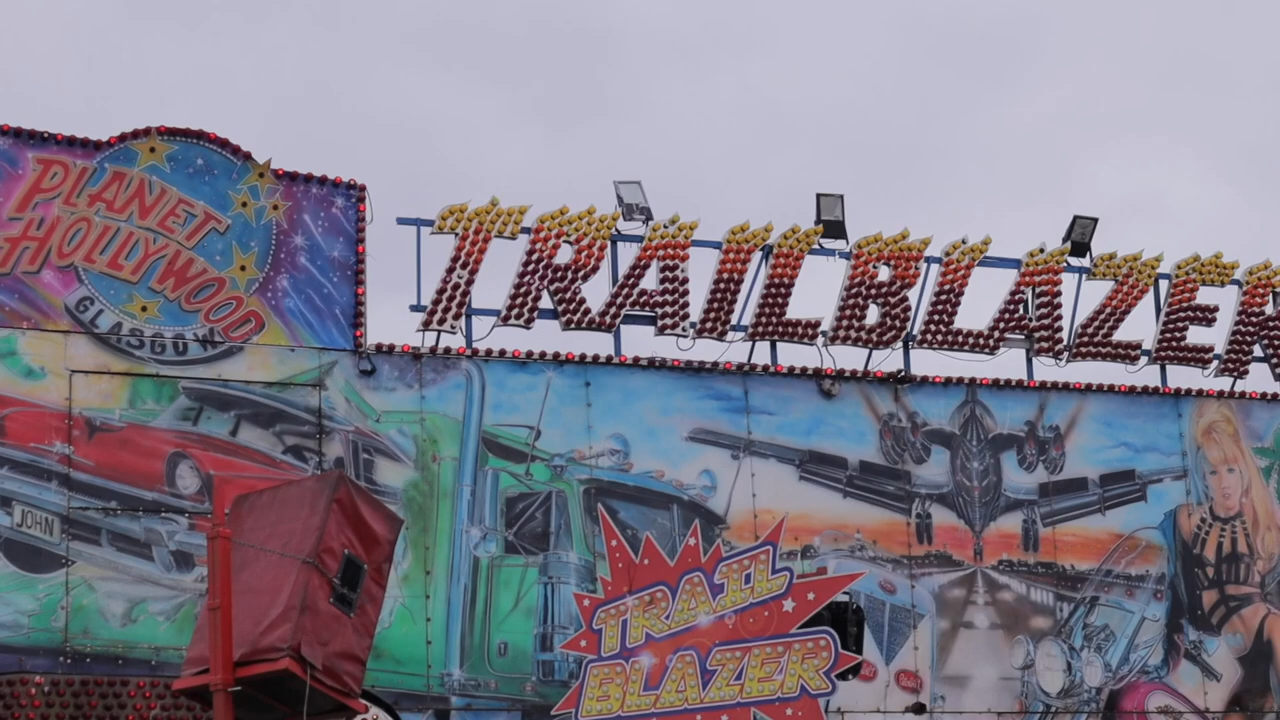 PLANET
HOLLYWOOD
GLASGOW
TRAILBLAZER
JOHN
TRAIL
BLAZER